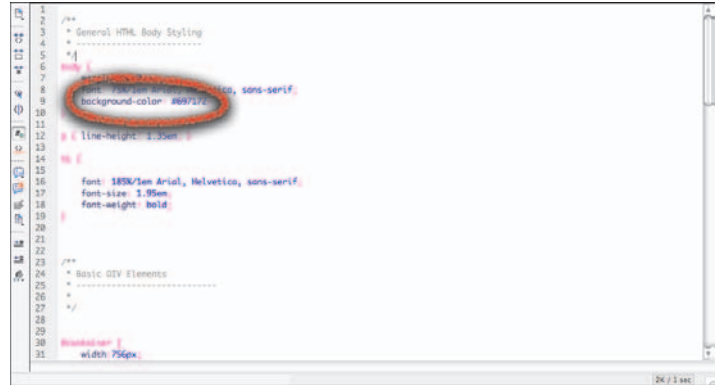 1
2 /**
3 * General HTML Body Styling
4 * -------------------------
5 */
6 body {
7
8 font: 75%/1em Arial, Helvetica, sans-serif;
9 background-color: #697172
10
11
12 p { line-height: 1.35em; }
13
14 {
15
16 font: 185%/1em Arial, Helvetica, sans-serif;
17 font-size: 1.95em;
18 font-weight: bold;
19 }
20
21
22
23 /**
24 * Basic DIV Elements
25 * ----------------------------
26 *
27 */
28
29
30 #container {
31 width: 756px;
2K / 1 sec